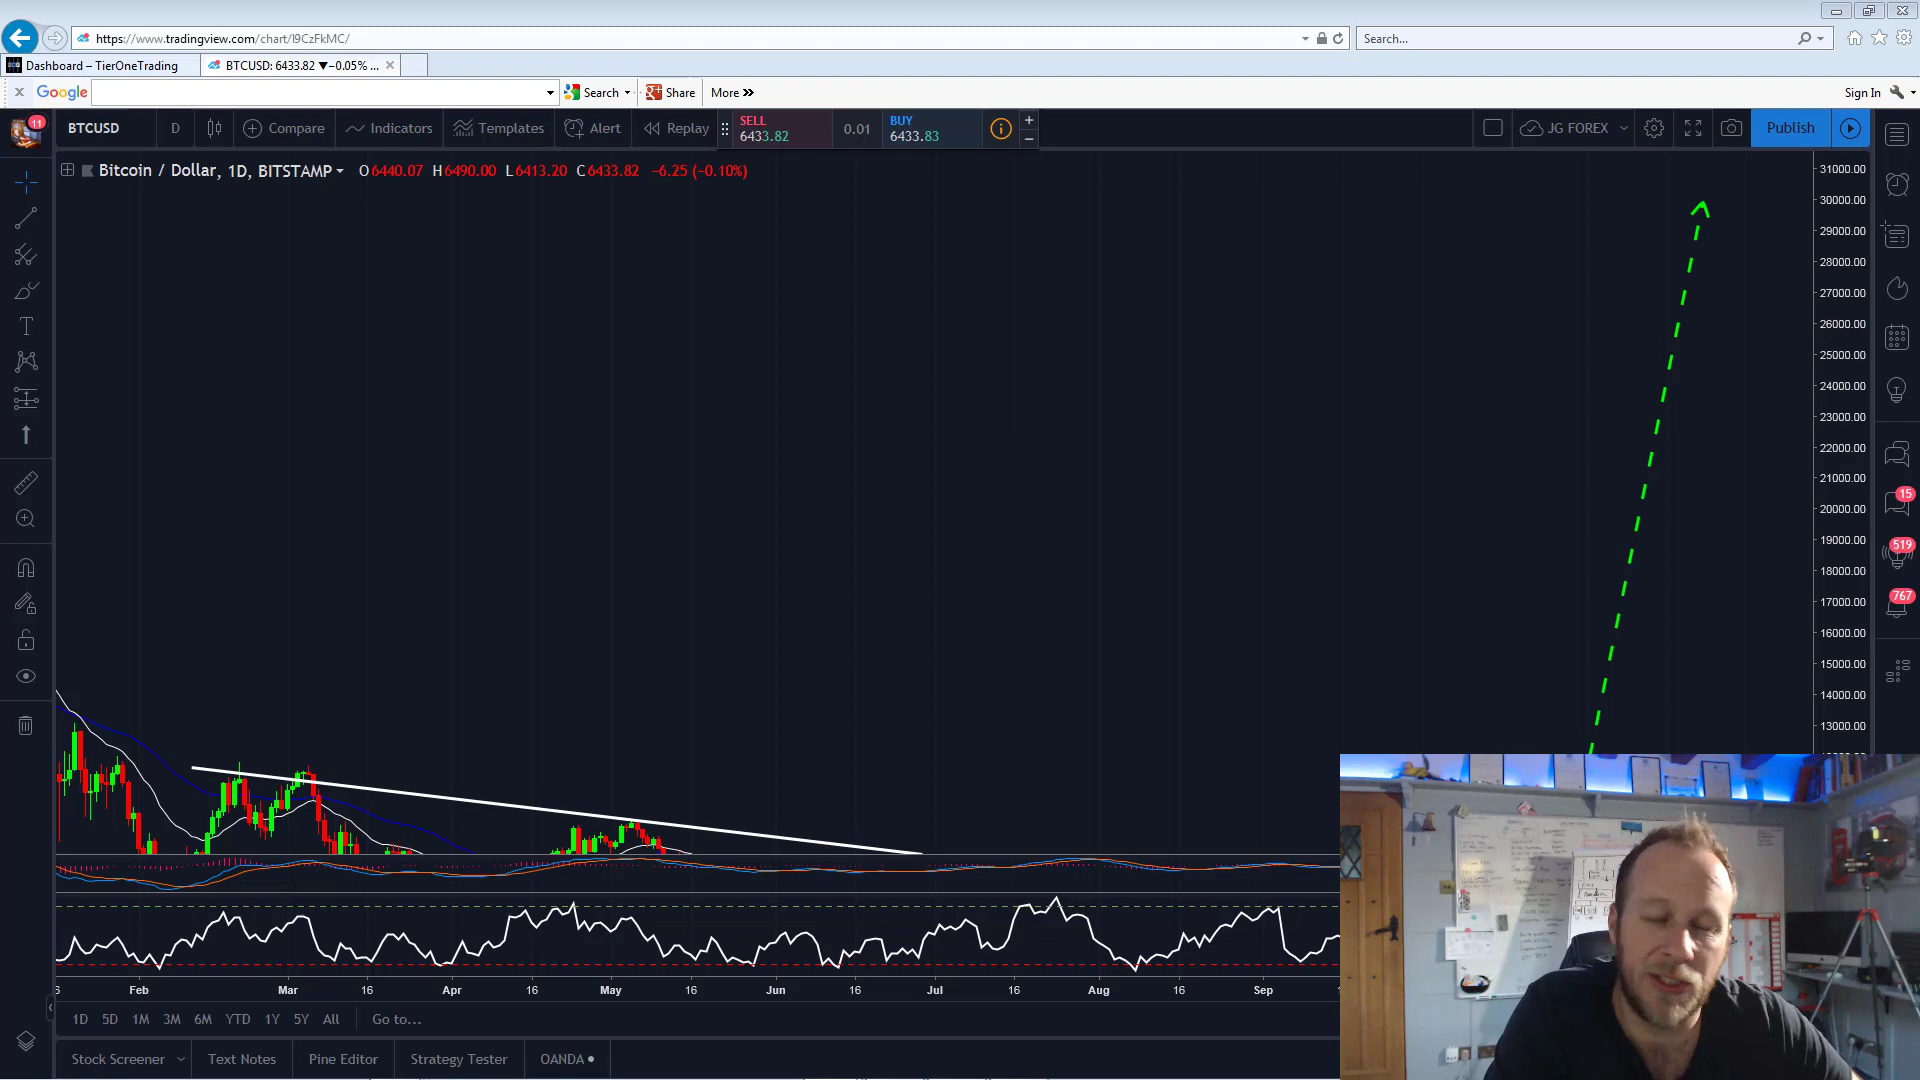 https://www.tradingview.com/chart/I9CzFkMC/
Search...
Dashboard – TierOneTrading
BTCUSD: 6433.82 ▼−0.05% ...
Google
Search
Share
More »
Sign In
11
BTCUSD
D
Compare
Indicators
Templates
Alert
Replay
SELL
6433.82
0.01
BUY
6433.83
JG FOREX
Publish
Bitcoin / Dollar, 1D, BITSTAMP
O6440.07 H6490.00 L6413.20 C6433.82 −6.25 (−0.10%)
31000.00
30000.00
29000.00
28000.00
27000.00
26000.00
25000.00
24000.00
23000.00
22000.00
21000.00
20000.00
19000.00
18000.00
17000.00
16000.00
15000.00
14000.00
13000.00
15
519
767
Feb
Mar
16
Apr
16
May
16
Jun
16
Jul
16
Aug
16
Sep
1D 5D 1M 3M 6M YTD 1Y 5Y All
Go to...
Stock Screener
Text Notes
Pine Editor
Strategy Tester
OANDA